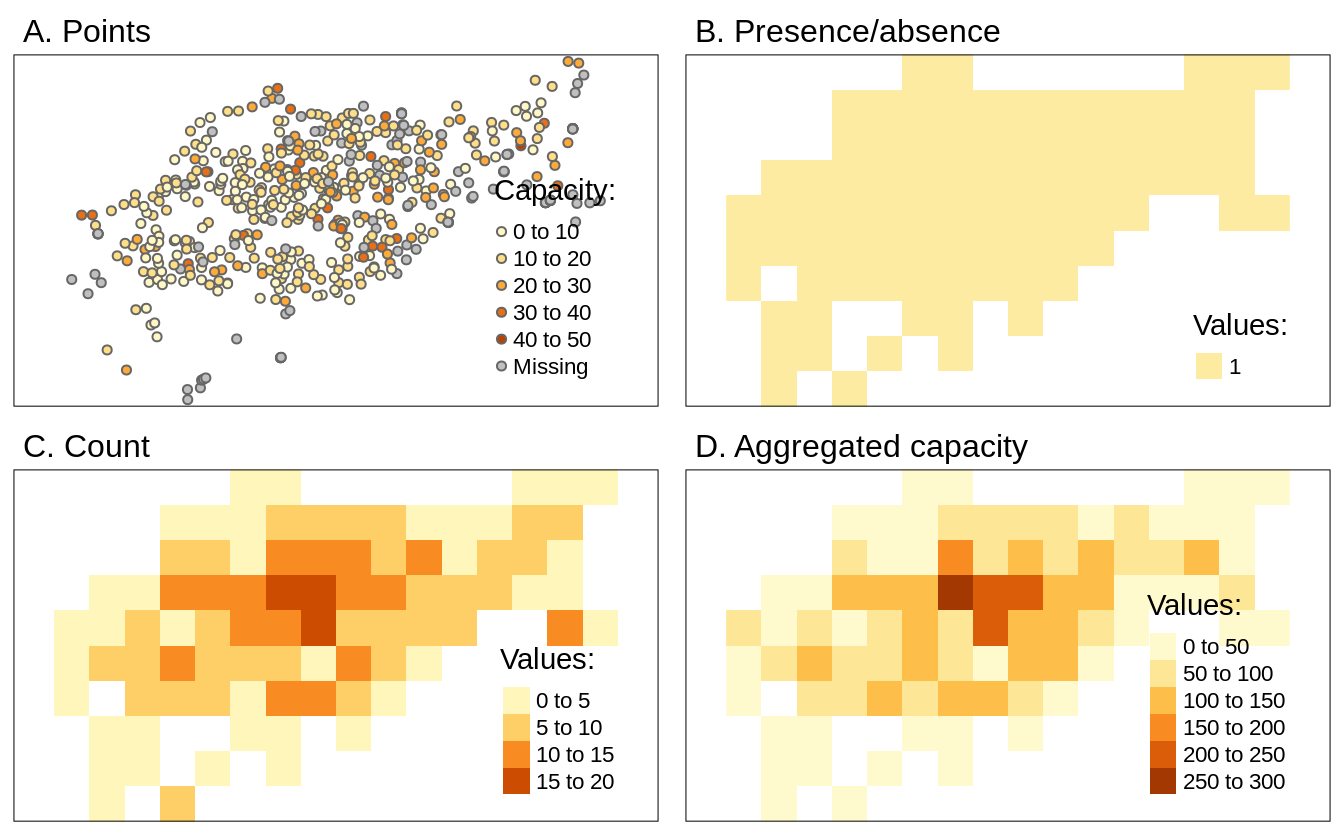 A. Points
Capacity:
0 to 10
10 to 20
20 to 30
30 to 40
40 to 50
Missing
B. Presence/absence
Values:
1
C. Count
Values:
0 to 5
5 to 10
10 to 15
15 to 20
D. Aggregated capacity
Values:
0 to 50
50 to 100
100 to 150
150 to 200
200 to 250
250 to 300